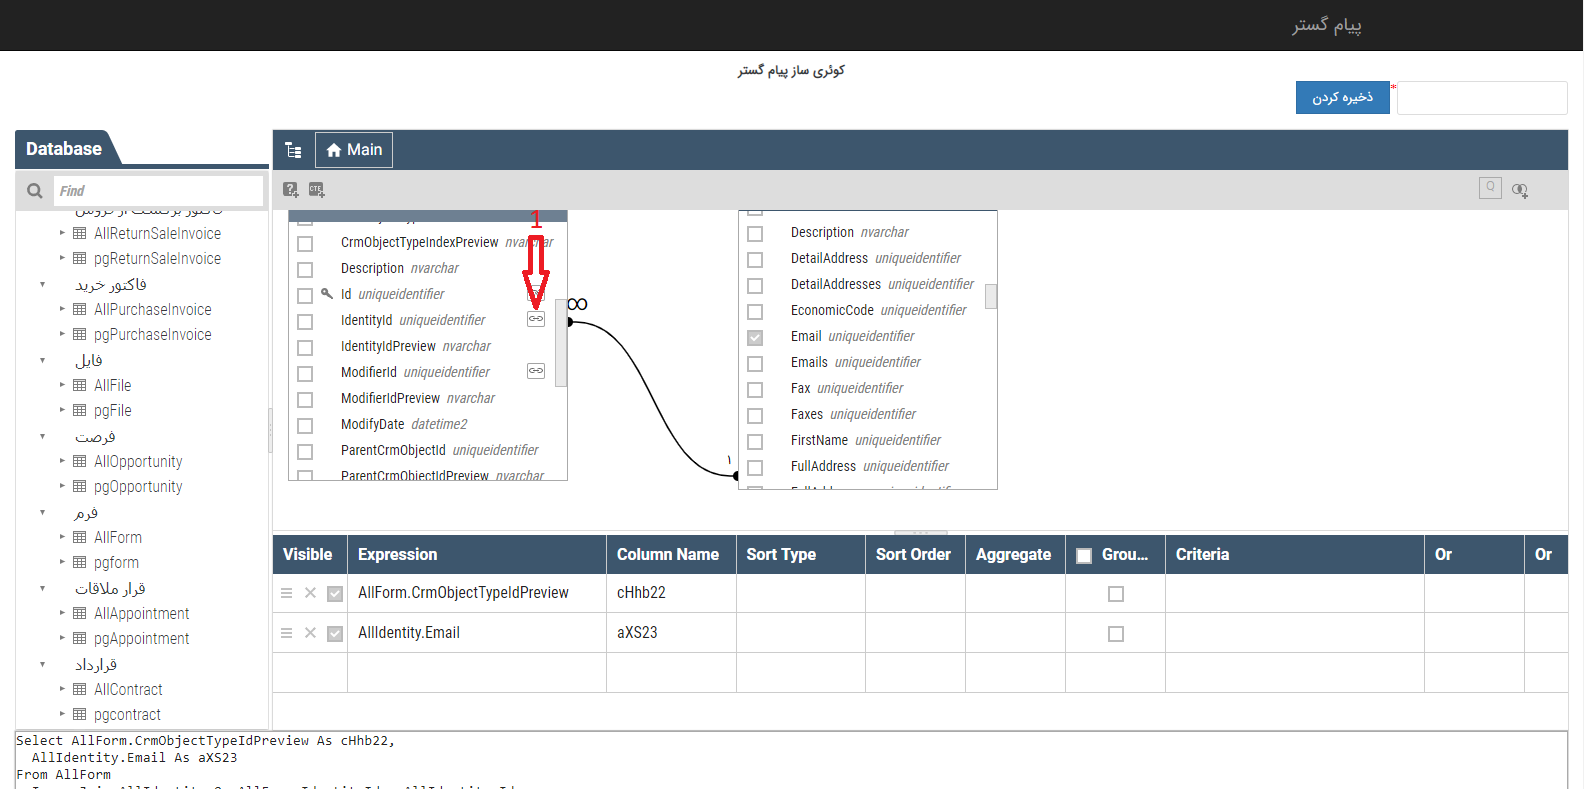 پیام گستر
کوئری ساز پیام گستر
ذخیره کردن
*
Database
Main
Find
CTE
Q
AllReturnSaleInvoice
pgReturnSaleInvoice
فاکتور خرید
AllPurchaseInvoice
pgPurchaseInvoice
فایل
AllFile
pgFile
فرصت
AllOpportunity
pgOpportunity
فرم
AllForm
pgform
قرار ملاقات
AllAppointment
pgAppointment
قرارداد
AllContract
pgcontract
1
CrmObjectTypeIndexPreview nvarchar
Description nvarchar
Id uniqueidentifier
IdentityId uniqueidentifier
IdentityIdPreview nvarchar
ModifierId uniqueidentifier
ModifierIdPreview nvarchar
ModifyDate datetime2
ParentCrmObjectId uniqueidentifier
ParentCrmObjectIdPreview nvarchar
∞
۱
Description nvarchar
DetailAddress uniqueidentifier
DetailAddresses uniqueidentifier
EconomicCode uniqueidentifier
Email uniqueidentifier
Emails uniqueidentifier
Fax uniqueidentifier
Faxes uniqueidentifier
FirstName uniqueidentifier
FullAddress uniqueidentifier
Visible Expression Column Name Sort Type Sort Order Aggregate Grou... Criteria Or Or
AllForm.CrmObjectTypeIdPreview cHhb22
AllIdentity.Email aXS23
Select AllForm.CrmObjectTypeIdPreview As cHhb22,
AllIdentity.Email As aXS23
From AllForm